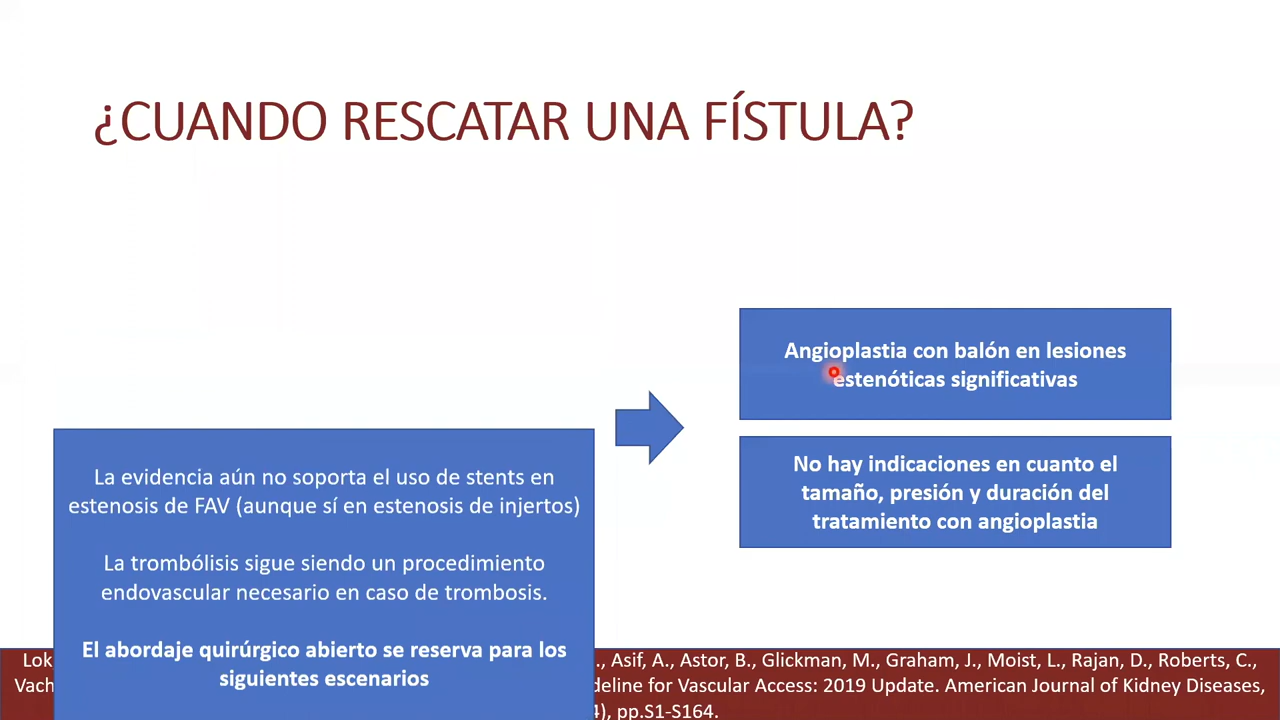 ¿CUANDO RESCATAR UNA FÍSTULA?
Angioplastia con balón en lesiones
estenóticas significativas
No hay indicaciones en cuanto el
tamaño, presión y duración del
tratamiento con angioplastia
La evidencia aún no soporta el uso de stents en
estenosis de FAV (aunque sí en estenosis de injertos)
La trombólisis sigue siendo un procedimiento
endovascular necesario en caso de trombosis.
El abordaje quirúrgico abierto se reserva para los
siguientes escenarios
Asif, A., Astor, B., Glickman, M., Graham, J., Moist, L., Rajan, D., Roberts, C.,
for Vascular Access: 2019 Update. American Journal of Kidney Diseases,
pp.S1-S164.